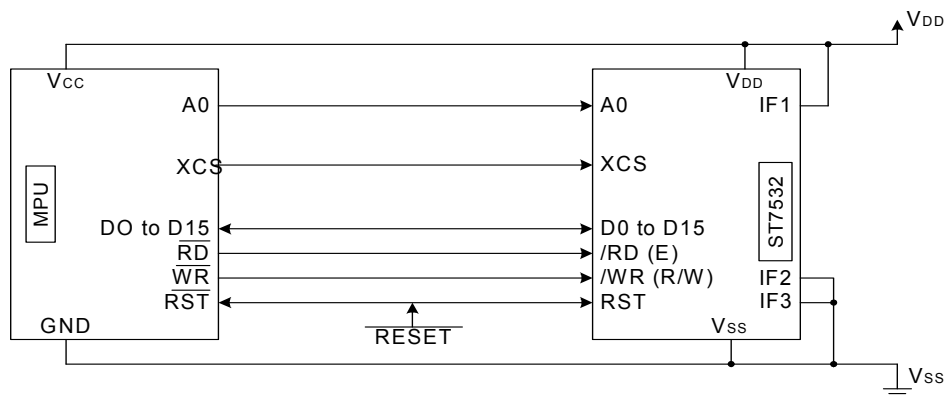 VDD
VCC
VDD
A0
A0
IF1
XCS
XCS
MPU
ST7532
DO to D15
D0 to D15
RD
/RD (E)
WR
/WR (R/W)
IF2
RST
RST
IF3
GND
RESET
VSS
VSS